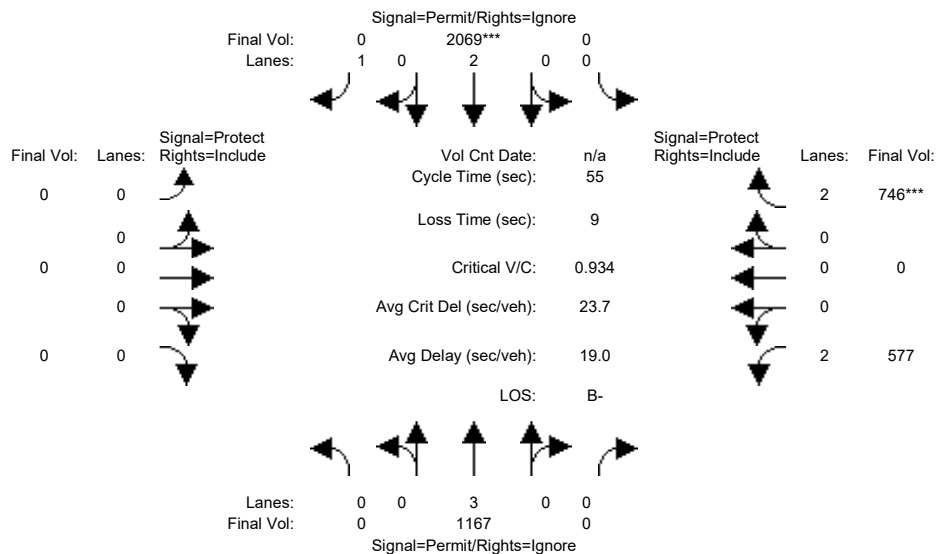 Signal=Permit/Rights=Ignore
Final Vol: 0 2069*** 0
Lanes: 1 0 2 0 0
Signal=Protect
Final Vol: Lanes: Rights=Include
Vol Cnt Date: n/a
Signal=Protect
Rights=Include Lanes: Final Vol:
Cycle Time (sec): 55
0 0
2 746***
Loss Time (sec): 9
0
0
0 0
Critical V/C: 0.934
0 0
0
Avg Crit Del (sec/veh): 23.7
0
0 0
Avg Delay (sec/veh): 19.0
2 577
LOS: B-
Lanes: 0 0 3 0 0
Final Vol: 0 1167 0
Signal=Permit/Rights=Ignore